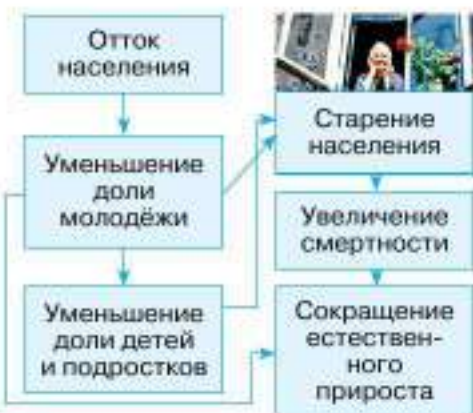 Отток
населения
Уменьшение
доли
молодёжи
Уменьшение
доли детей
и подростков
Старение
населения
Увеличение
смертности
Сокращение
естествен-
ного
прироста